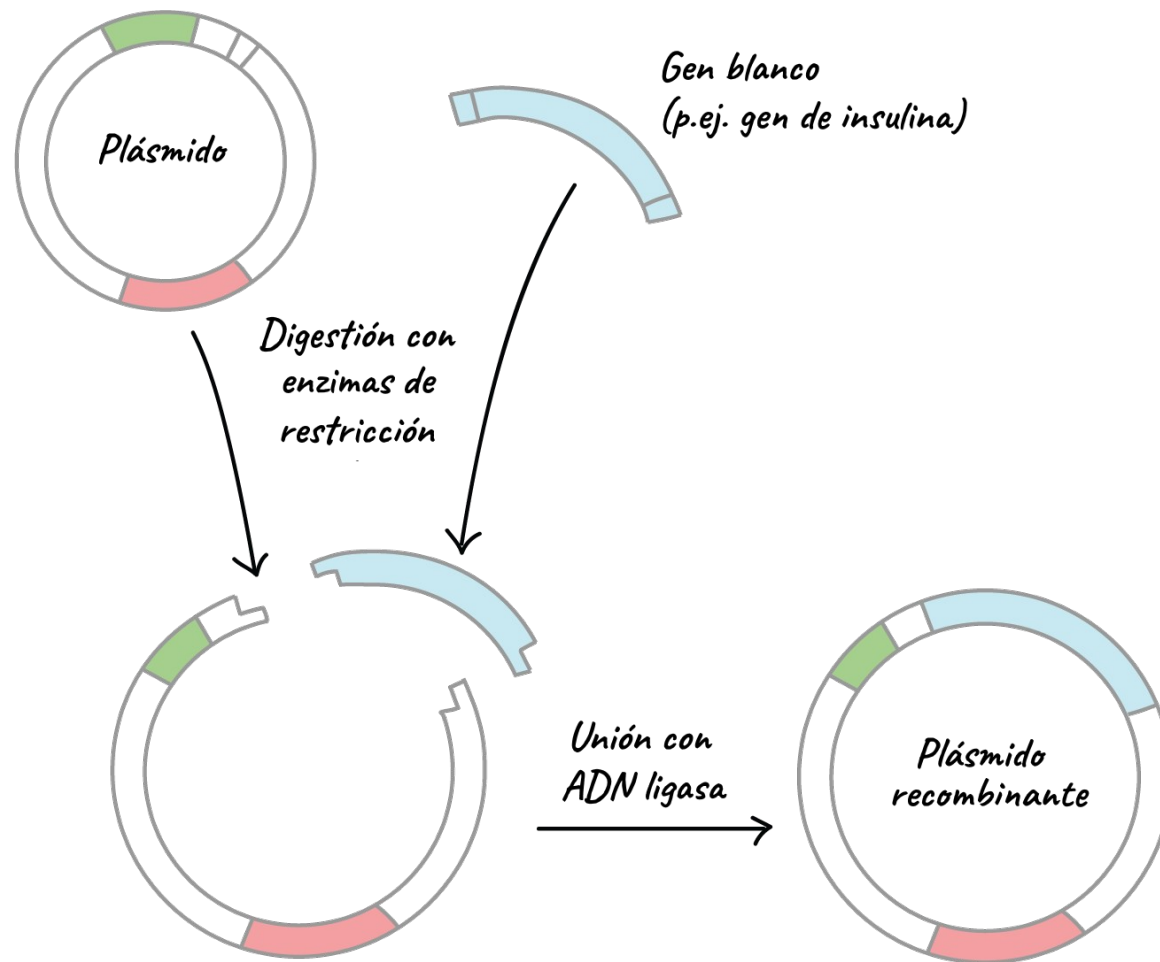 Plásmido
Gen blanco
(p.ej. gen de insulina)
Digestión con
enzimas de
restricción
Unión con
ADN ligasa
Plásmido
recombinante